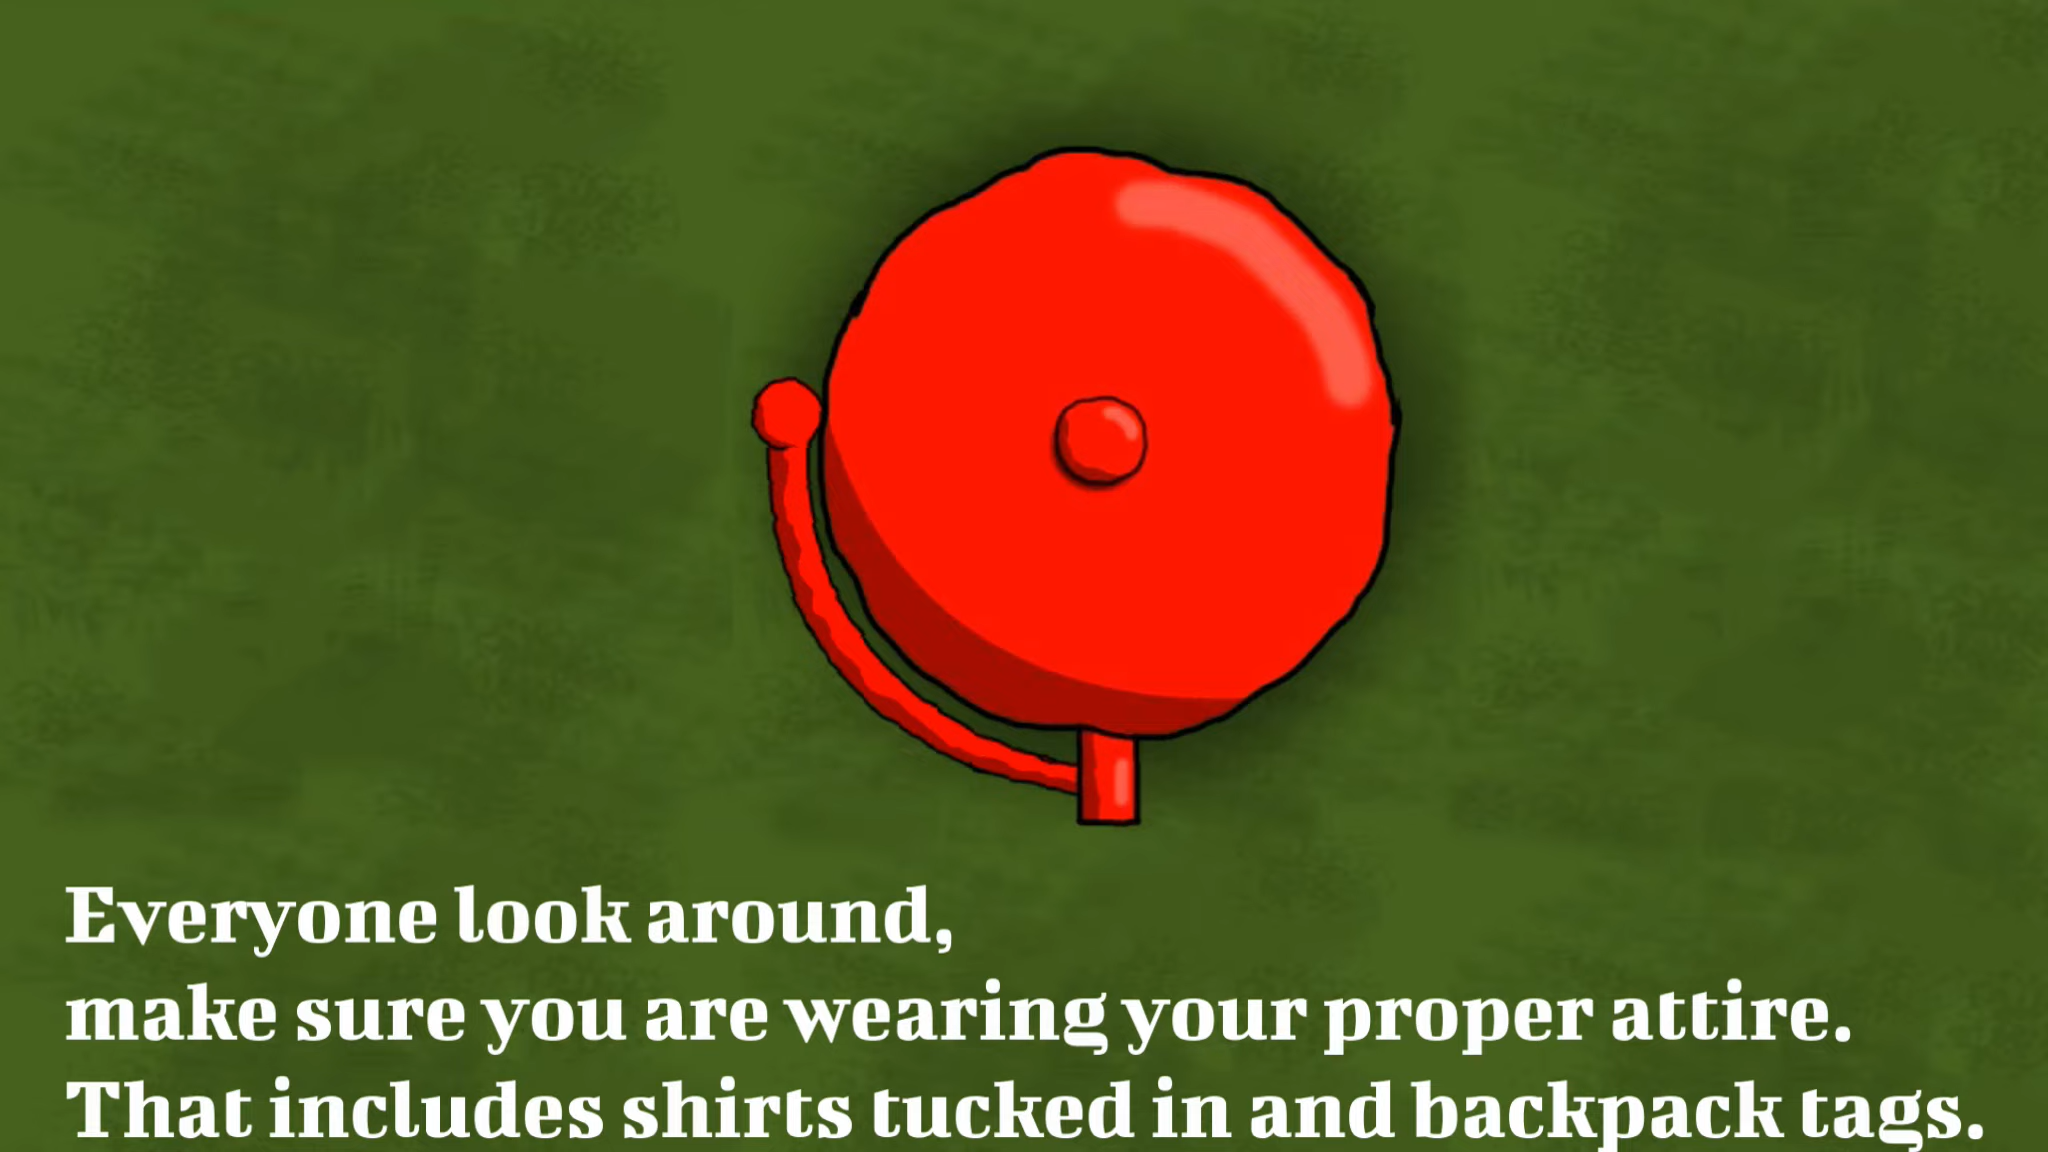 Everyone look around,
make sure you are wearing your proper attire.
That includes shirts tucked in and backpack tags.